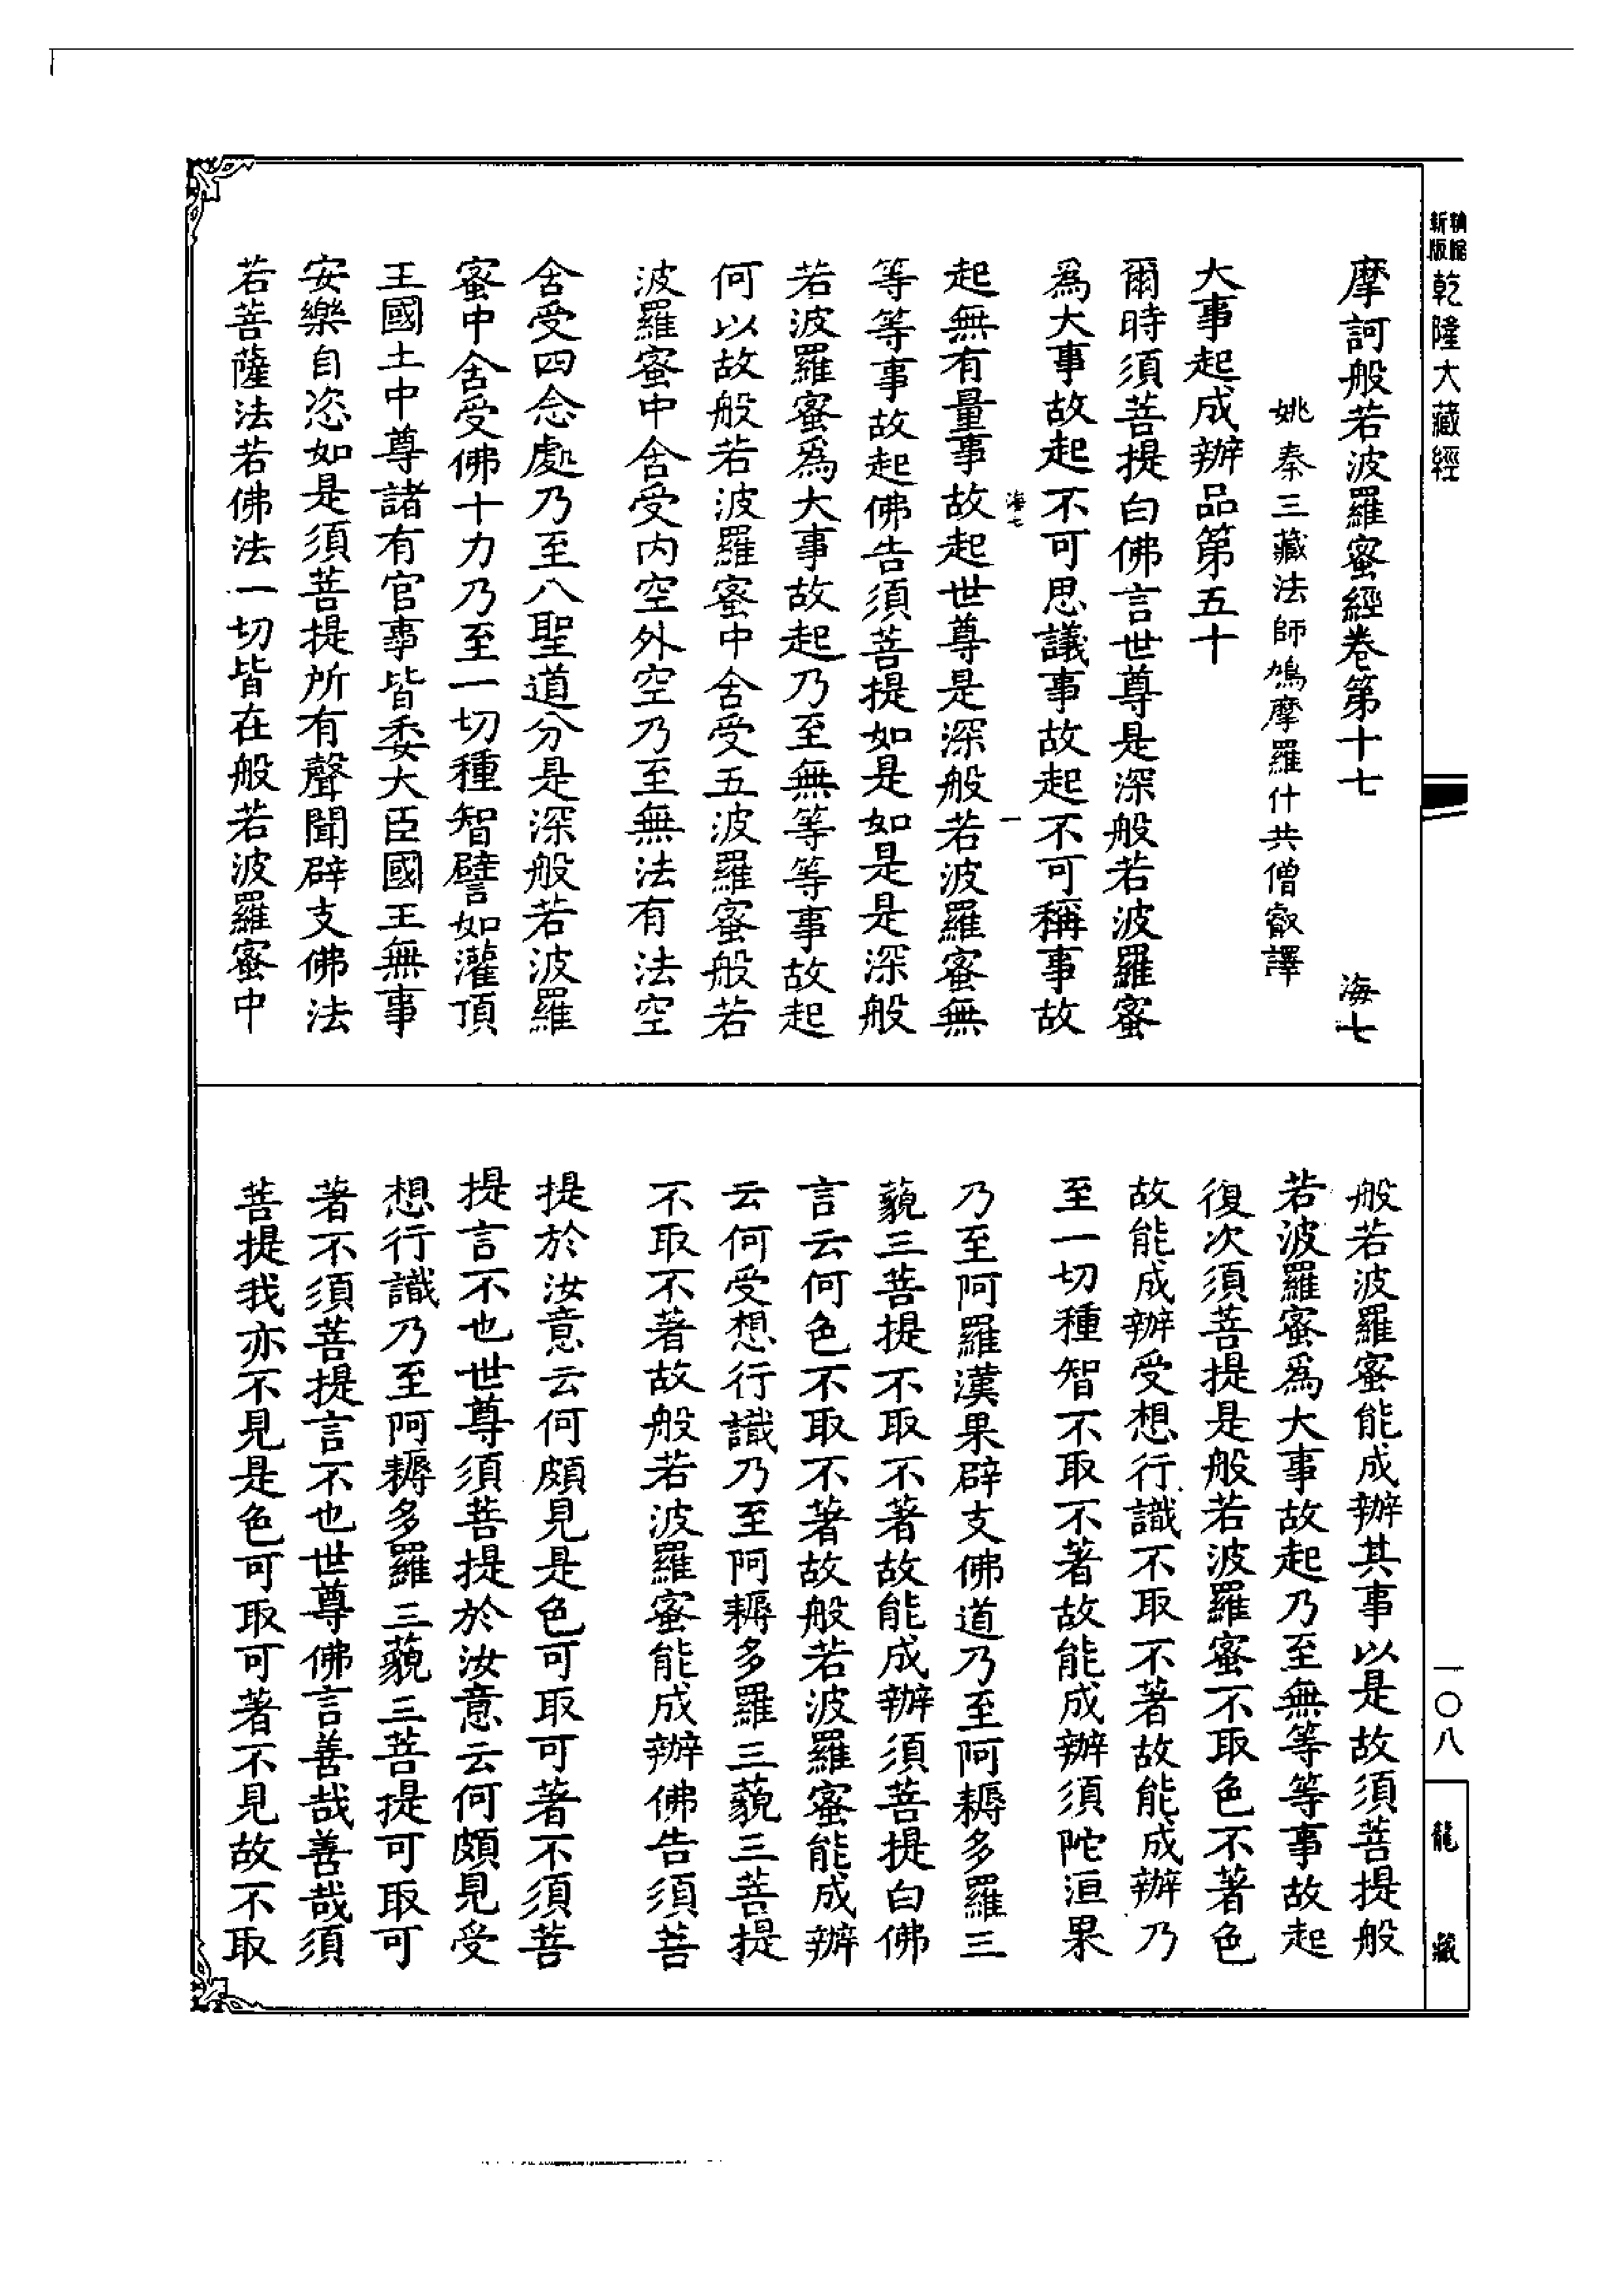 精縮新版乾隆大藏經
摩訶般若波羅蜜經卷第十七 海七
姚秦三藏法師鳩摩羅什共僧叡譯
大事起成辦品第五十
爾時須菩提白佛言世尊是深般若波羅蜜
爲大事故起不可思議事故起不可稱事故
海七 一
起無有量事故起世尊是深般若波羅蜜無
等等事故起佛告須菩提如是如是是深般
若波羅蜜爲大事故起乃至無等等事故起
何以故般若波羅蜜中含受五波羅蜜般若
波羅蜜中含受內空外空乃至無法有法空
含受四念處乃至八聖道分是深般若波羅
蜜中含受佛十力乃至一切種智譬如灌頂
王國土中尊諸有官事皆委大臣國王無事
安樂自恣如是須菩提所有聲聞辟支佛法
若菩薩法若佛法一切皆在般若波羅蜜中
般若波羅蜜能成辦其事以是故須菩提般
若波羅蜜爲大事故起乃至無等等事故起
復次須菩提是般若波羅蜜不取色不著色
故能成辦受想行識不取不著故能成辦乃
至一切種智不取不著故能成辦須陀洹果
乃至阿羅漢果辟支佛道乃至阿耨多羅三
藐三菩提不取不著故能成辦須菩提白佛
言云何色不取不著故般若波羅蜜能成辦
云何受想行識乃至阿耨多羅三藐三菩提
不取不著故般若波羅蜜能成辦佛告須菩
提於汝意云何頗見是色可取可著不須菩
提言不也世尊須菩提於汝意云何頗見受
想行識乃至阿耨多羅三藐三菩提可取可
著不須菩提言不也世尊佛言善哉善哉須
菩提我亦不見是色可取可著不見故不取
一〇八
龍藏